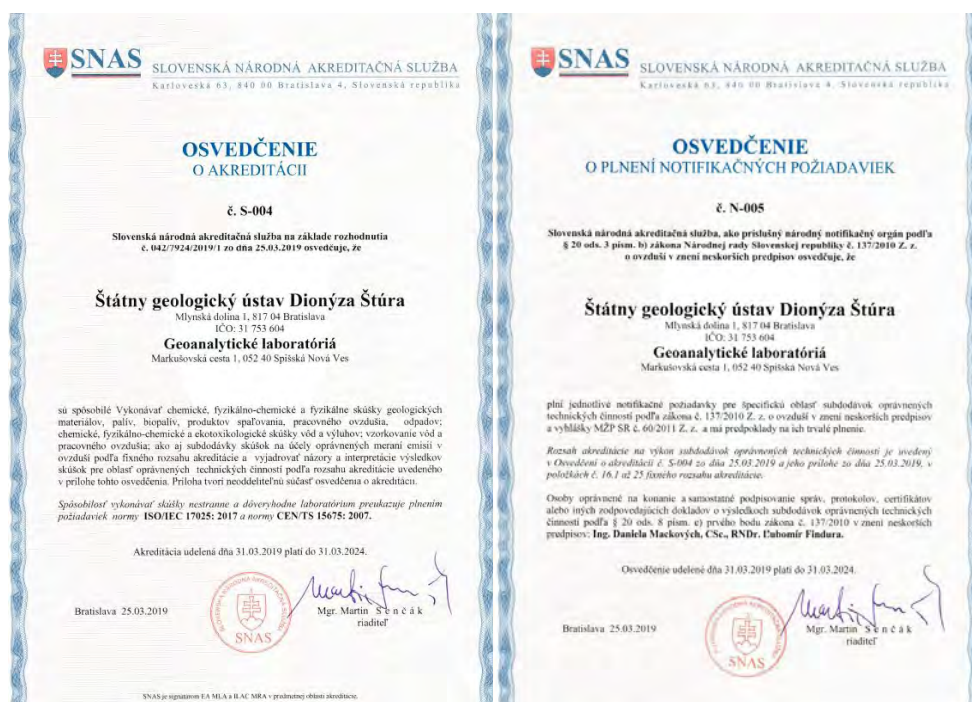 SNAS
SLOVENSKÁ NÁRODNÁ AKREDITAČNÁ SLUŽBA
Karloveská 63, 840 00 Bratislava 4, Slovenská republika
OSVEDČENIE
O AKREDITÁCII
č. S-004
Slovenská národná akreditačná služba na základe rozhodnutia
č. 042/7924/2019/1 zo dňa 25.03.2019 osvedčuje, že
Štátny geologický ústav Dionýza Štúra
Mlynská dolina 1, 817 04 Bratislava
IČO: 31 753 604
Geoanalytické laboratóriá
Markušovská cesta 1, 052 40 Spišská Nová Ves
sú spôsobilé Vykonávať chemické, fyzikálno-chemické a fyzikálne skúšky geologických
materiálov, palív, biopalív, produktov spaľovania, pracovného ovzdušia, odpadov;
chemické, fyzikálno-chemické a ekotoxikologické skúšky vôd a výluhov; vzorkovanie vôd a
pracovného ovzdušia; ako aj subdodávky skúšok na účely oprávnených meraní emisií v
ovzduší podľa fixného rozsahu akreditácie a vyjadrovať názory a interpretácie výsledkov
skúšok pre oblasť oprávnených technických činností podľa rozsahu akreditácie uvedeného
v prílohe tohto osvedčenia. Príloha tvorí neoddeliteľnú súčasť osvedčenia o akreditácii.
Spôsobilosť vykonávať skúšky nestranne a dôveryhodne laboratórium preukazuje plnením
požiadaviek normy ISO/IEC 17025: 2017 a normy CEN/TS 15675: 2007.
Akreditácia udelená dňa 31.03.2019 platí do 31.03.2024.
Bratislava 25.03.2019
SLOVENSKÁ NÁRODNÁ AKREDITAČNÁ SLUŽBA
SNAS
Mgr. Martin Senčák
riaditeľ
SNAS je signatárom EA MLA a ILAC MRA v predmetnej oblasti akreditácie.
SNAS
SLOVENSKÁ NÁRODNÁ AKREDITAČNÁ SLUŽBA
Karloveská 63, 840 00 Bratislava 4, Slovenská republika
OSVEDČENIE
O PLNENÍ NOTIFIKAČNÝCH POŽIADAVIEK
č. N-005
Slovenská národná akreditačná služba, ako príslušný národný notifikačný orgán podľa
§ 20 ods. 3 písm. b) zákona Národnej rady Slovenskej republiky č. 137/2010 Z. z.
o ovzduší v znení neskorších predpisov osvedčuje, že
Štátny geologický ústav Dionýza Štúra
Mlynská dolina 1, 817 04 Bratislava
IČO: 31 753 604
Geoanalytické laboratóriá
Markušovská cesta 1, 052 40 Spišská Nová Ves
plní jednotlivé notifikačné požiadavky pre špecifickú oblasť subdodávok oprávnených
technických činností podľa zákona č. 137/2010 Z. z. o ovzduší v znení neskorších predpisov
a vyhlášky MŽP SR č. 60/2011 Z. z. a má predpoklady na ich trvalé plnenie.
Rozsah akreditácie na výkon subdodávok oprávnených technických činností je uvedený
v Osvedčení o akreditácii č. S-004 zo dňa 25.03.2019 a jeho prílohe zo dňa 25.03.2019, v
položkách č. 16.1 až 25 fixného rozsahu akreditácie.
Osoby oprávnené na konanie a samostatné podpisovanie správ, protokolov, certifikátov
alebo iných zodpovedajúcich dokladov o výsledkoch subdodávok oprávnených technických
činností podľa § 20 ods. 8 písm. c) prvého bodu zákona č. 137/2010 v znení neskorších
predpisov: Ing. Daniela Mackových, CSc., RNDr. Ľubomír Findura.
Osvedčenie udelené dňa 31.03.2019 platí do 31.03.2024.
Bratislava 25.03.2019
SNAS
Mgr. Martin Senčák
riaditeľ